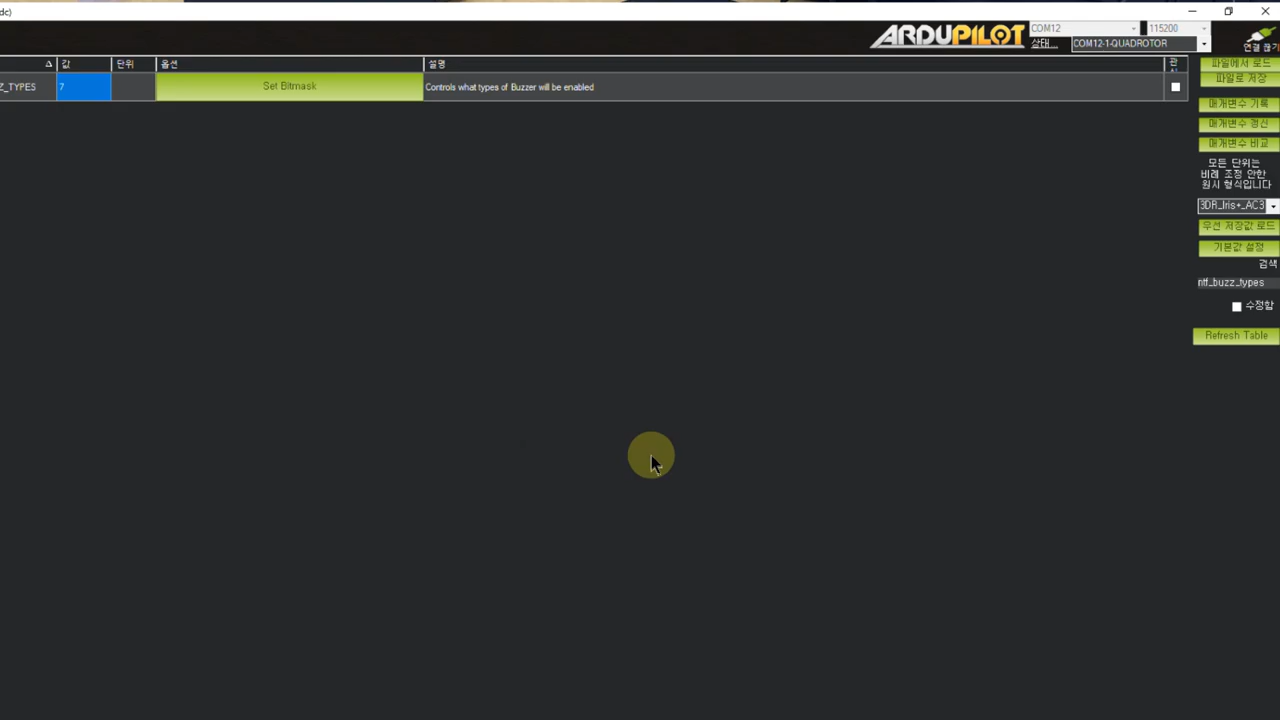 dc)
ARDUPILOT
COM12
115200
상태...
COM12-1-QUADROTOR
연결 끊기
값
단위
옵션
설명
Z_TYPES
7
Set Bitmask
Controls what types of Buzzer will be enabled
파일에서 로드
파일로 저장
매개변수 기록
매개변수 갱신
매개변수 비교
모든 단위는
비례 조정 안한
원시 형식입니다
3DR_Iris+_AC3
우선 저장값 로드
기본값 설정
검색
ntf_buzz_types
수정함
Refresh Table